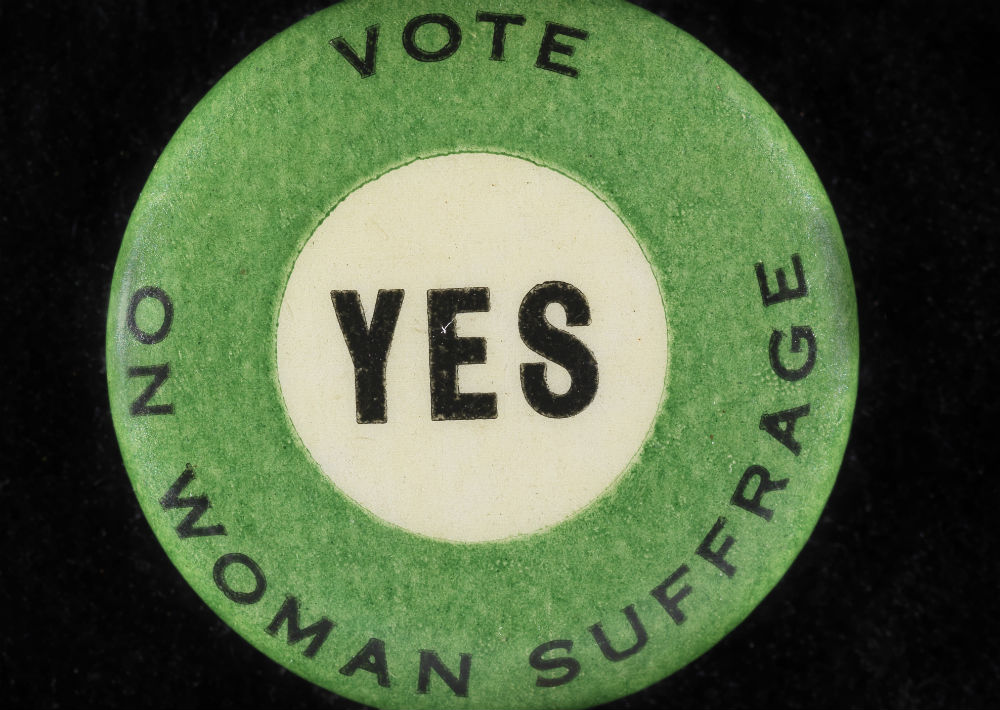 VOTE
YES
ON WOMAN SUFFRAGE